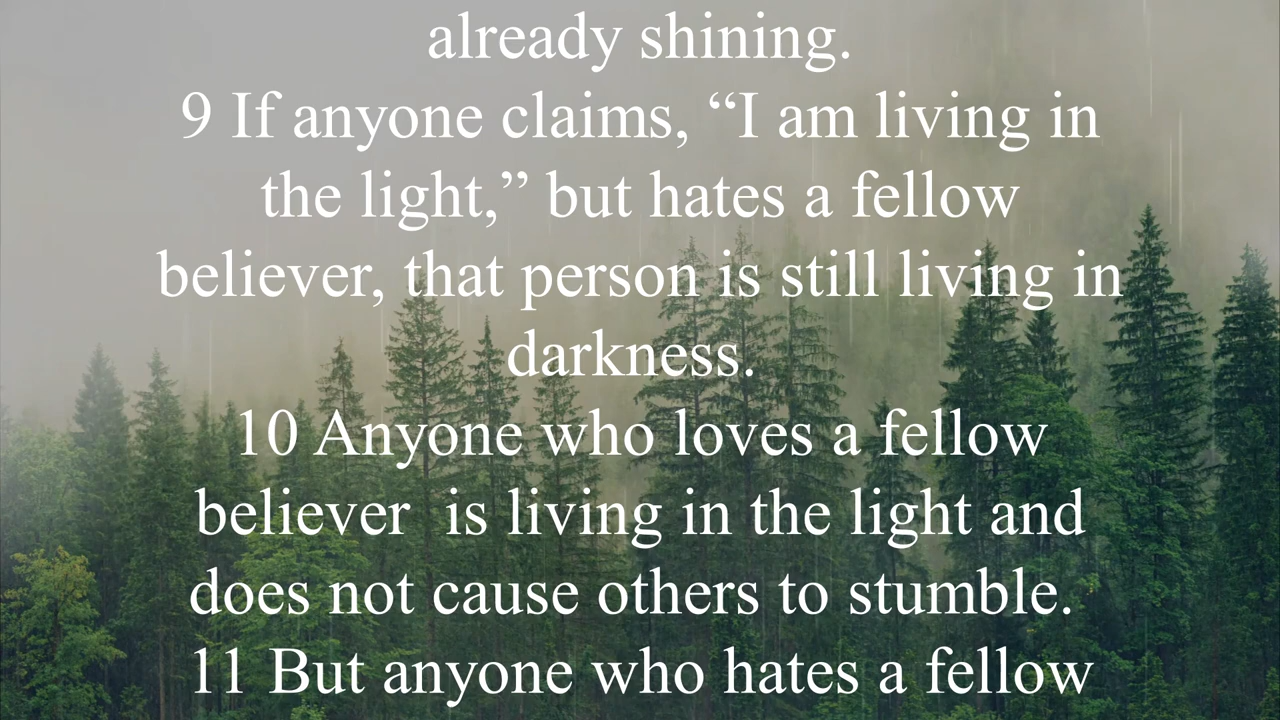 already shining.
9 If anyone claims, “I am living in
the light,” but hates a fellow
believer, that person is still living in
darkness.
10 Anyone who loves a fellow
believer  is living in the light and
does not cause others to stumble.
11 But anyone who hates a fellow